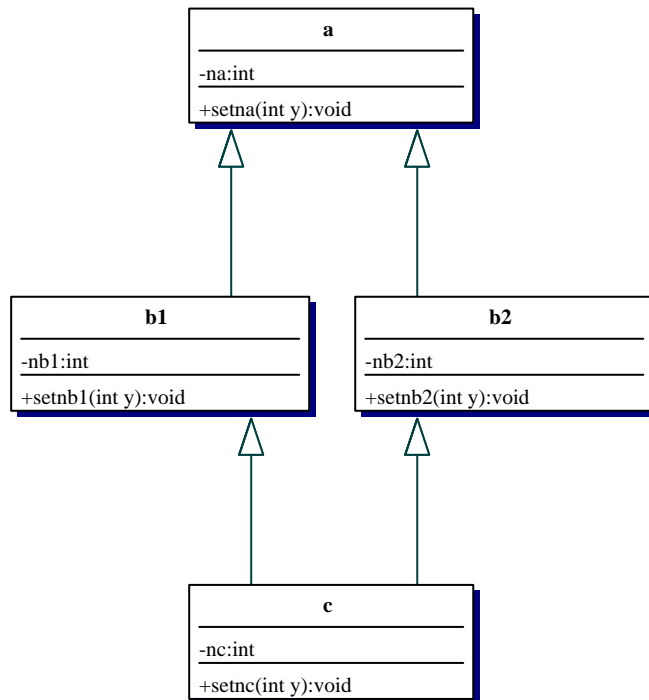 a
-na:int
+setna(int y):void
b1
-nb1:int
+setnb1(int y):void
b2
-nb2:int
+setnb2(int y):void
c
-nc:int
+setnc(int y):void